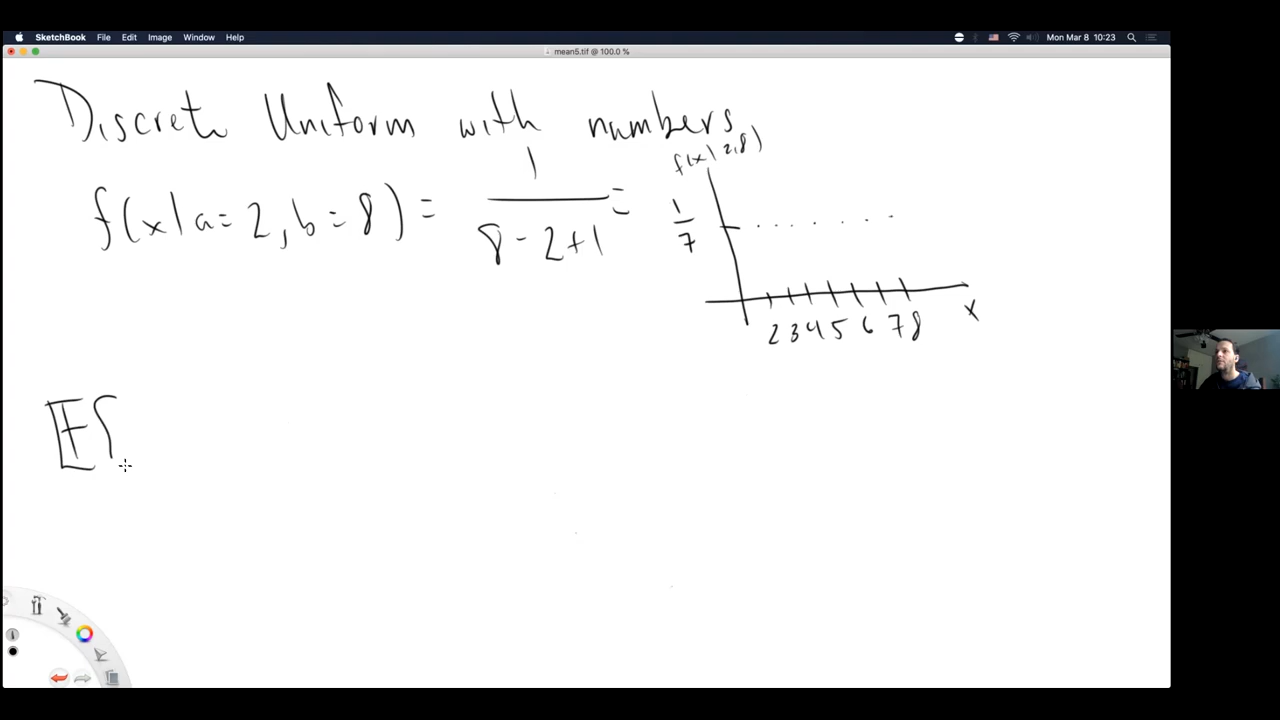 SketchBook File Edit Image Window Help Mon Mar 8 10:23
mean5.tif @ 100.0 %
Discrete Uniform with numbers
f(x|a=2,b=8) = 1/(8-2+1) =
f(x|2,8)
1/7
2 3 4 5 6 7 8
x
E[